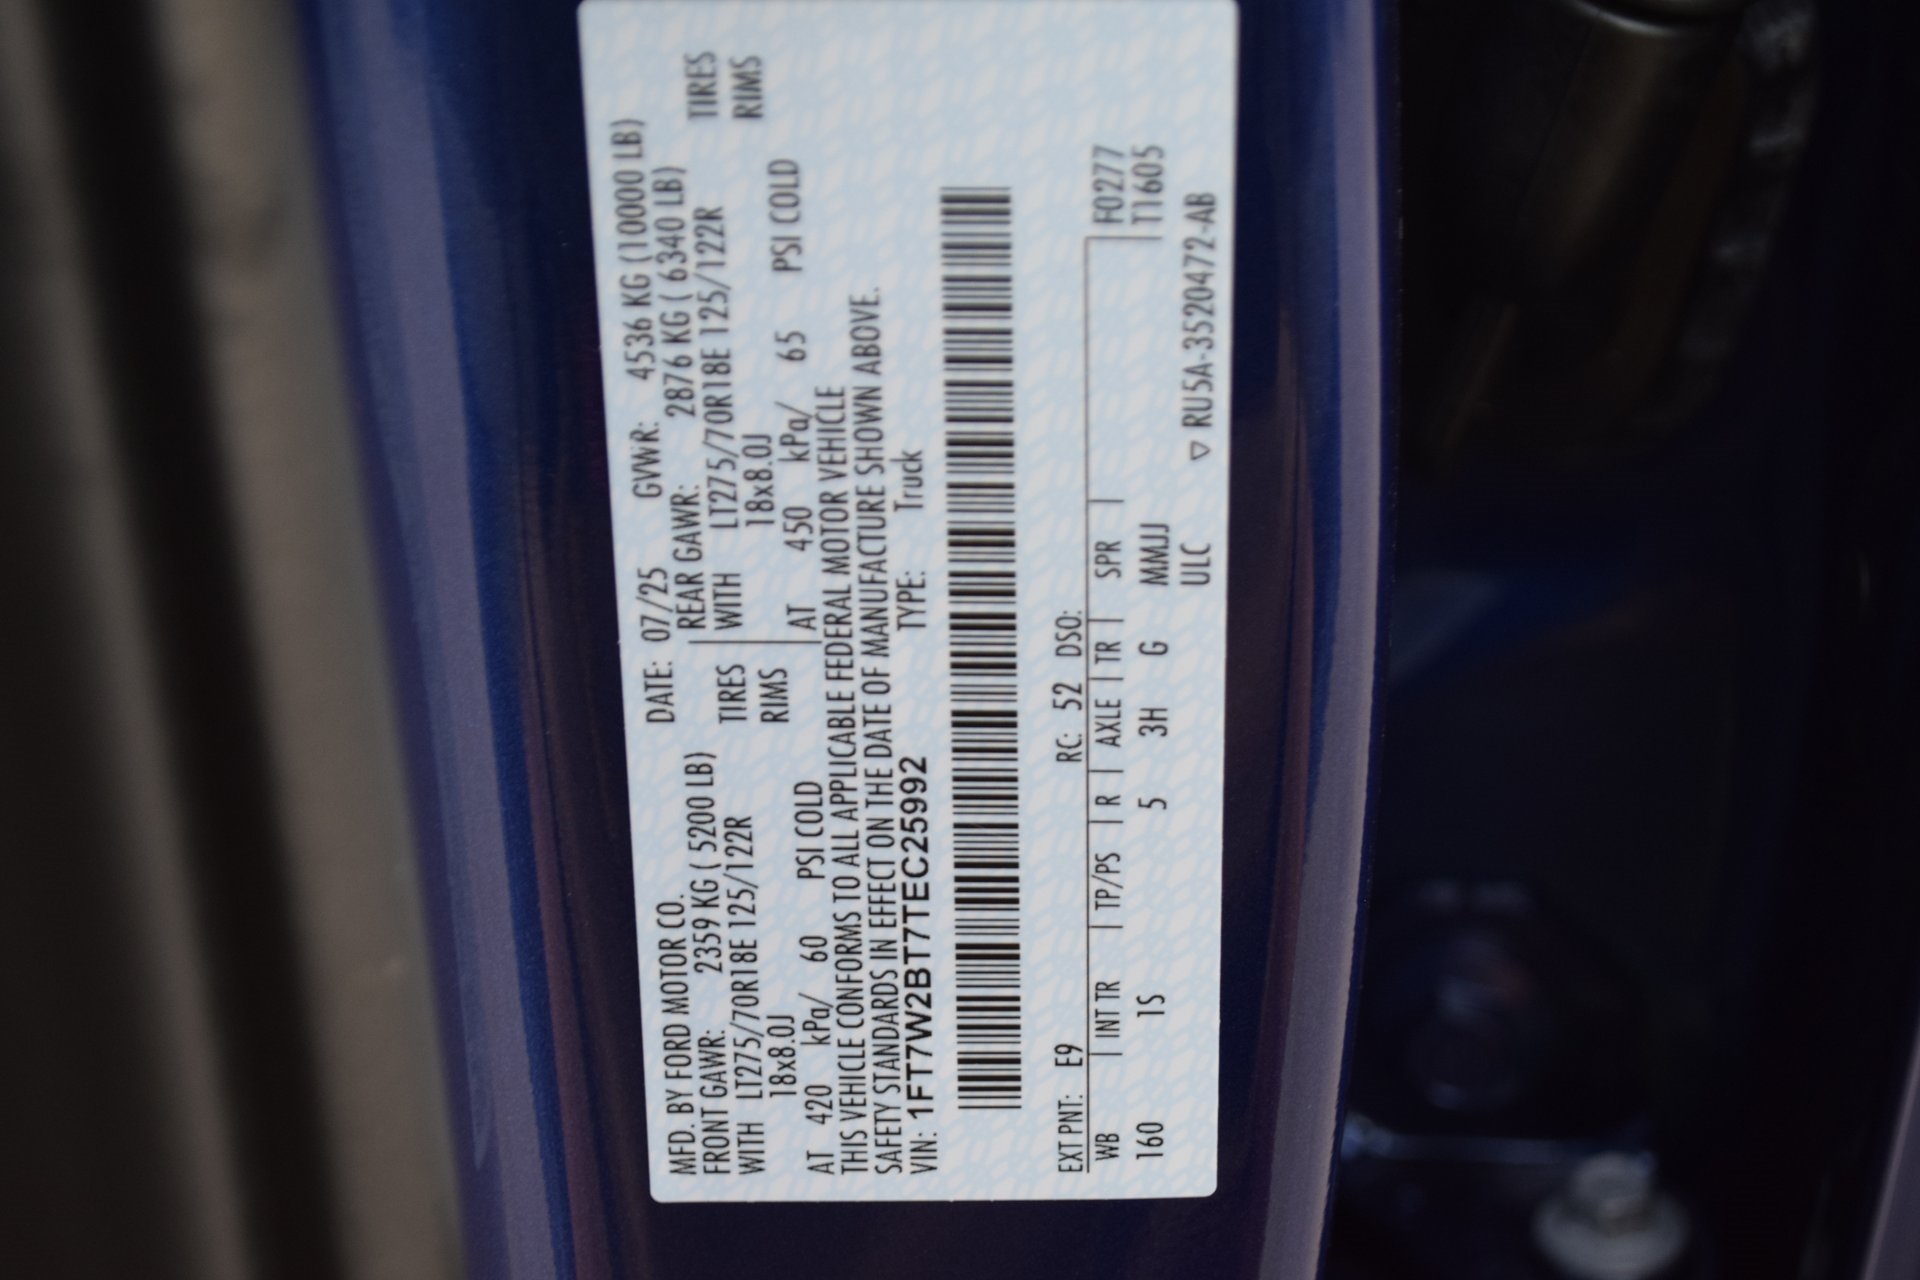 MFD. BY FORD MOTOR CO. DATE: 07/25 GVWR: 4536 KG (10000 LB)
FRONT GAWR: 2359 KG ( 5200 LB) REAR GAWR: 2876 KG ( 6340 LB)
WITH LT275/70R18E 125/122R TIRES WITH LT275/70R18E 125/122R TIRES
18x8.0J RIMS 18x8.0J RIMS
AT 420 kPa/ 60 PSI COLD AT 450 kPa/ 65 PSI COLD
THIS VEHICLE CONFORMS TO ALL APPLICABLE FEDERAL MOTOR VEHICLE
SAFETY STANDARDS IN EFFECT ON THE DATE OF MANUFACTURE SHOWN ABOVE.
VIN: 1FT7W2BT7TEC25992 TYPE: Truck
EXT PNT: E9 RC: 52 DSO: F0277
WB INT TR TP/PS R AXLE TR SPR T1605
160 1S 5 3H G MMJJ
ULC ▽ RU5A-3520472-AB